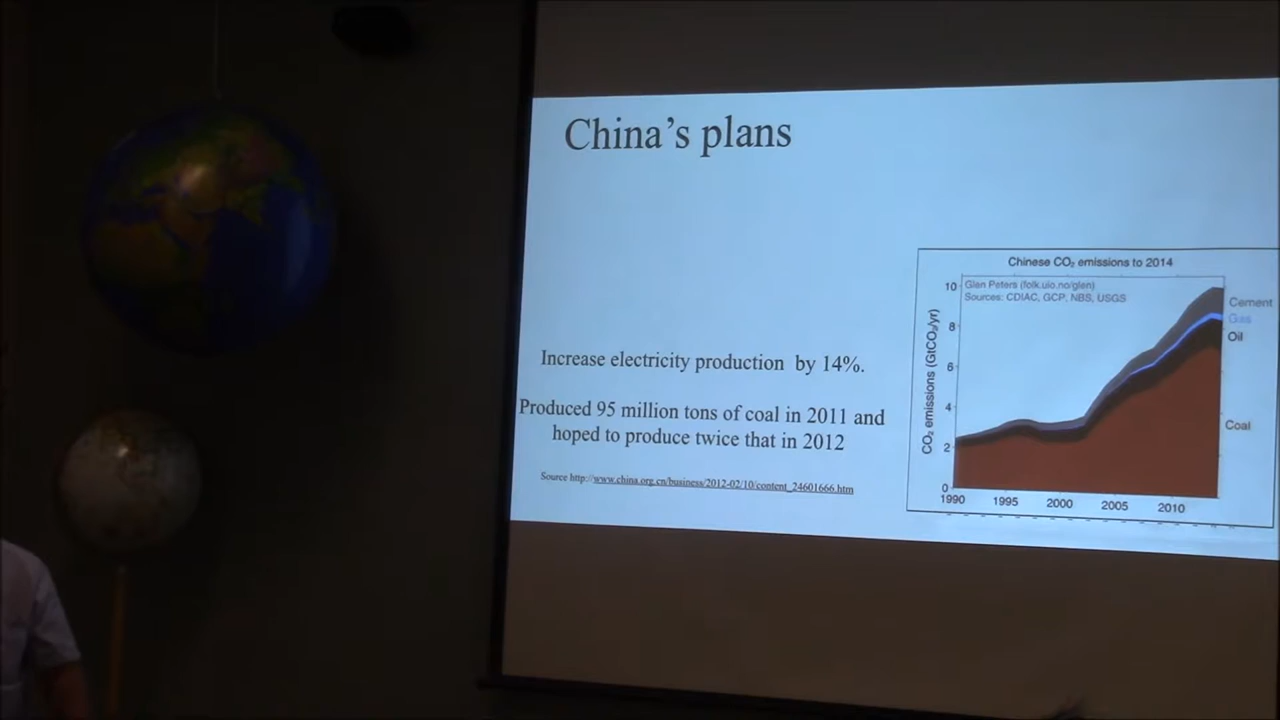 China's plans
Increase electricity production by 14%.
Produced 95 million tons of coal in 2011 and
hoped to produce twice that in 2012
Source http://www.china.org.cn/business/2012-02/10/content_24601666.htm
Chinese CO₂ emissions to 2014
Glen Peters (folk.uio.no/glen)
Sources: CDIAC, GCP, NBS, USGS
CO₂ emissions (GtCO₂/yr)
10
8
6
4
2
0
1990 1995 2000 2005 2010
Cement
Gas
Oil
Coal